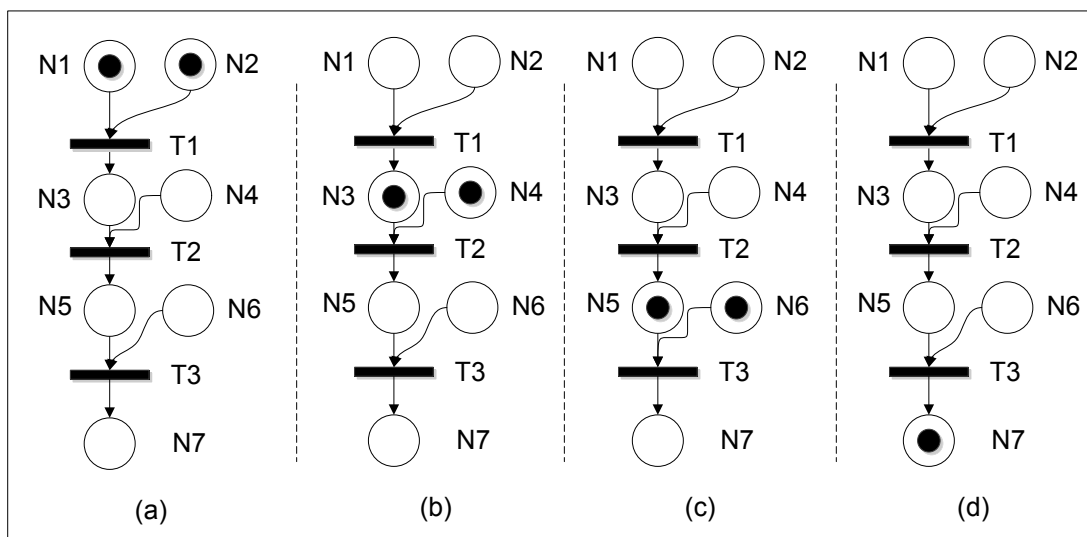 N1 N2 N1 N2 N1 N2 N1 N2
T1 T1 T1 T1
N3 N4 N3 N4 N3 N4 N3 N4
T2 T2 T2 T2
N5 N6 N5 N6 N5 N6 N5 N6
T3 T3 T3 T3
N7 N7 N7 N7
(a) (b) (c) (d)